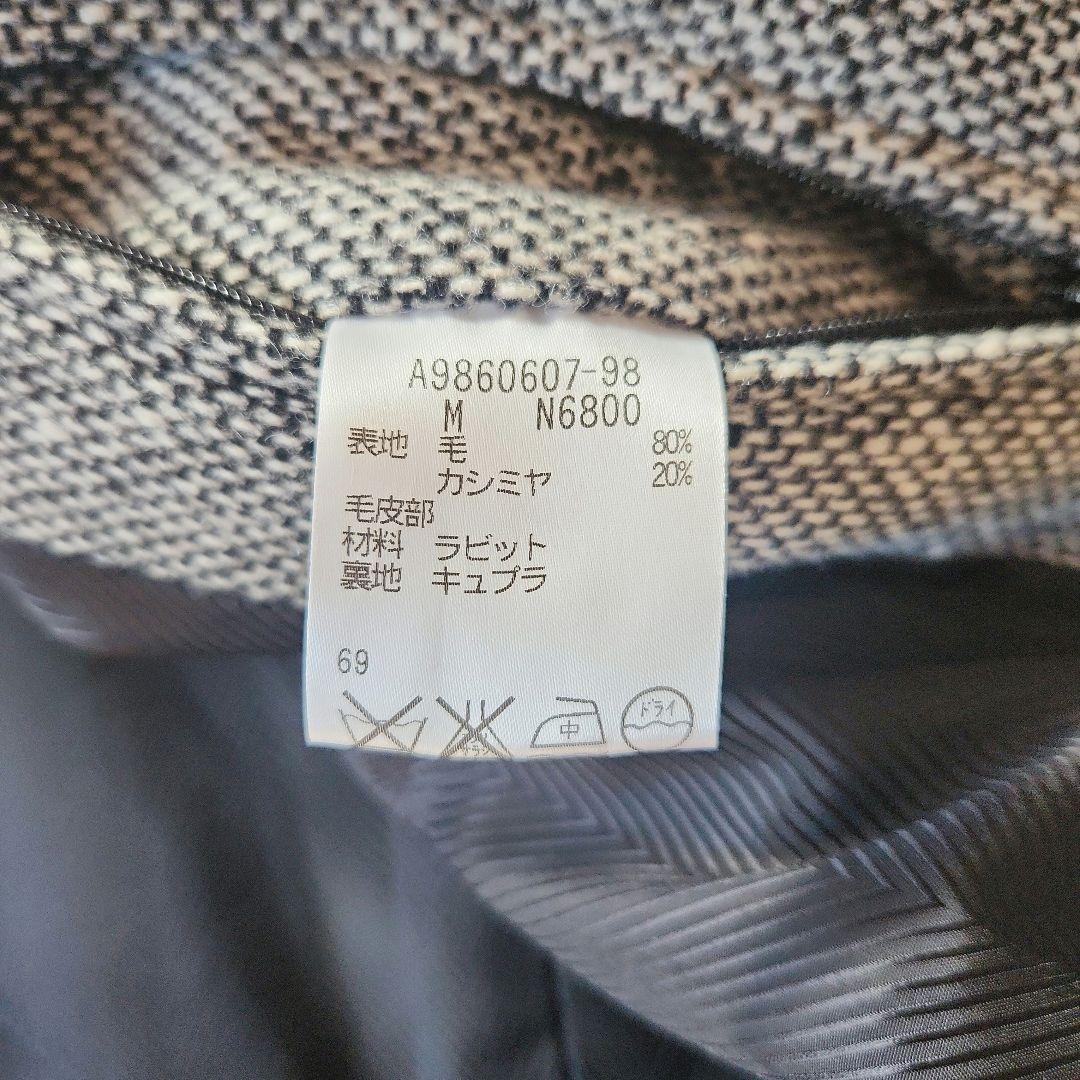 A9860607-98
M N6800
表地 毛 80%
カシミヤ 20%
毛皮部
材料 ラビット
裏地 キュプラ
69
中 ドライ